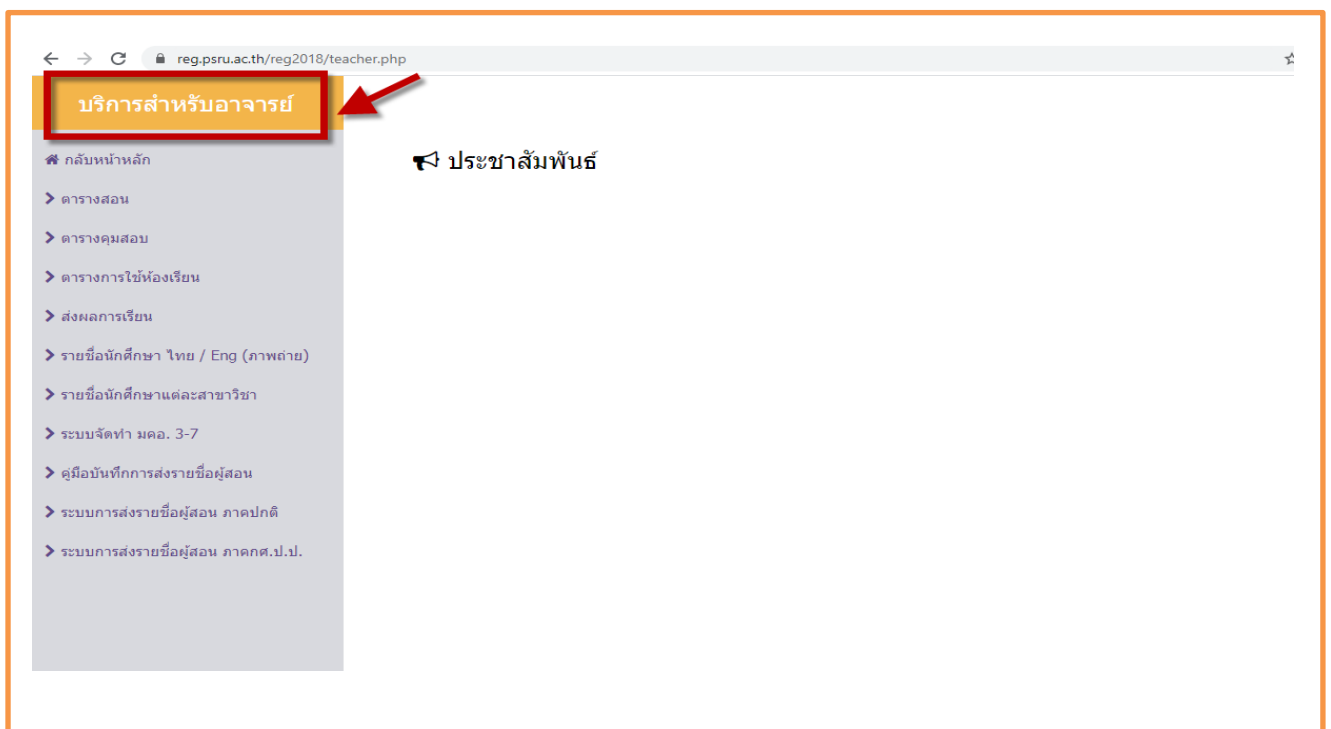 reg.psru.ac.th/reg2018/teacher.php
บริการสำหรับอาจารย์
กลับหน้าหลัก
ประชาสัมพันธ์
ตารางสอน
ตารางคุมสอบ
ตารางการใช้ห้องเรียน
ส่งผลการเรียน
รายชื่อนักศึกษา ไทย / Eng (ภาพถ่าย)
รายชื่อนักศึกษาแต่ละสาขาวิชา
ระบบจัดทำ มคอ. 3-7
คู่มือบันทึกการส่งรายชื่อผู้สอน
ระบบการส่งรายชื่อผู้สอน ภาคปกติ
ระบบการส่งรายชื่อผู้สอน ภาคกศ.ป.ป.